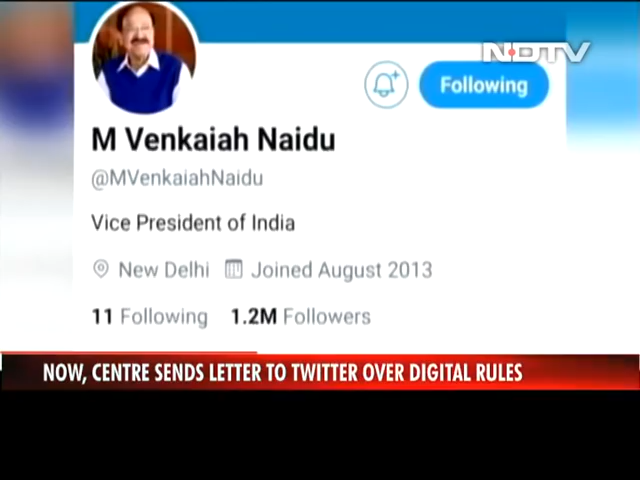 NDTV
Following
M Venkaiah Naidu
@MVenkaiahNaidu
Vice President of India
New Delhi Joined August 2013
11 Following 1.2M Followers
NOW, CENTRE SENDS LETTER TO TWITTER OVER DIGITAL RULES